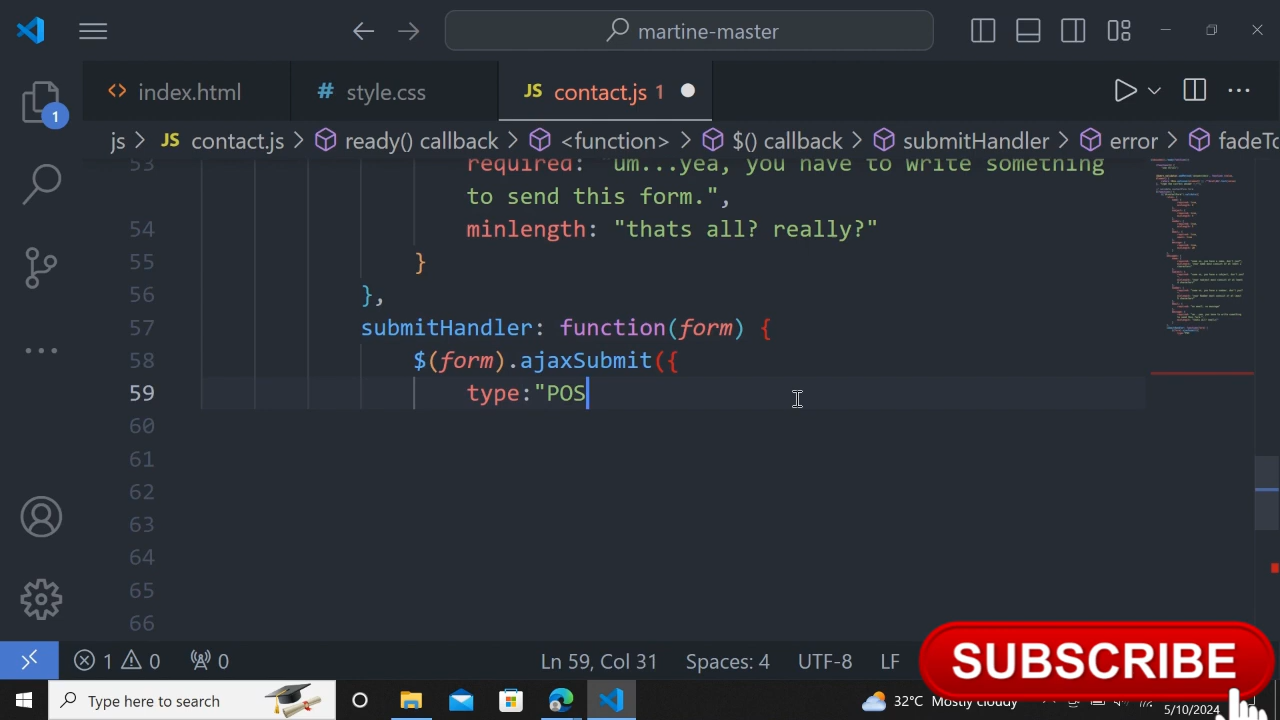 martine-master
index.html
style.css
JS contact.js 1
1
js > JS contact.js > ready() callback > <function> > $() callback > submitHandler > error > fadeTo
53 required: "um...yea, you have to write something
to send this form.",
54 minlength: "thats all? really?"
55 }
56 },
57 submitHandler: function(form) {
58 $(form).ajaxSubmit({
59 type:"POS
60
61
62
63
64
65
66
1 0 0 Ln 59, Col 31 Spaces: 4 UTF-8 LF
SUBSCRIBE
Type here to search
32°C Mostly cloudy
5/10/2024